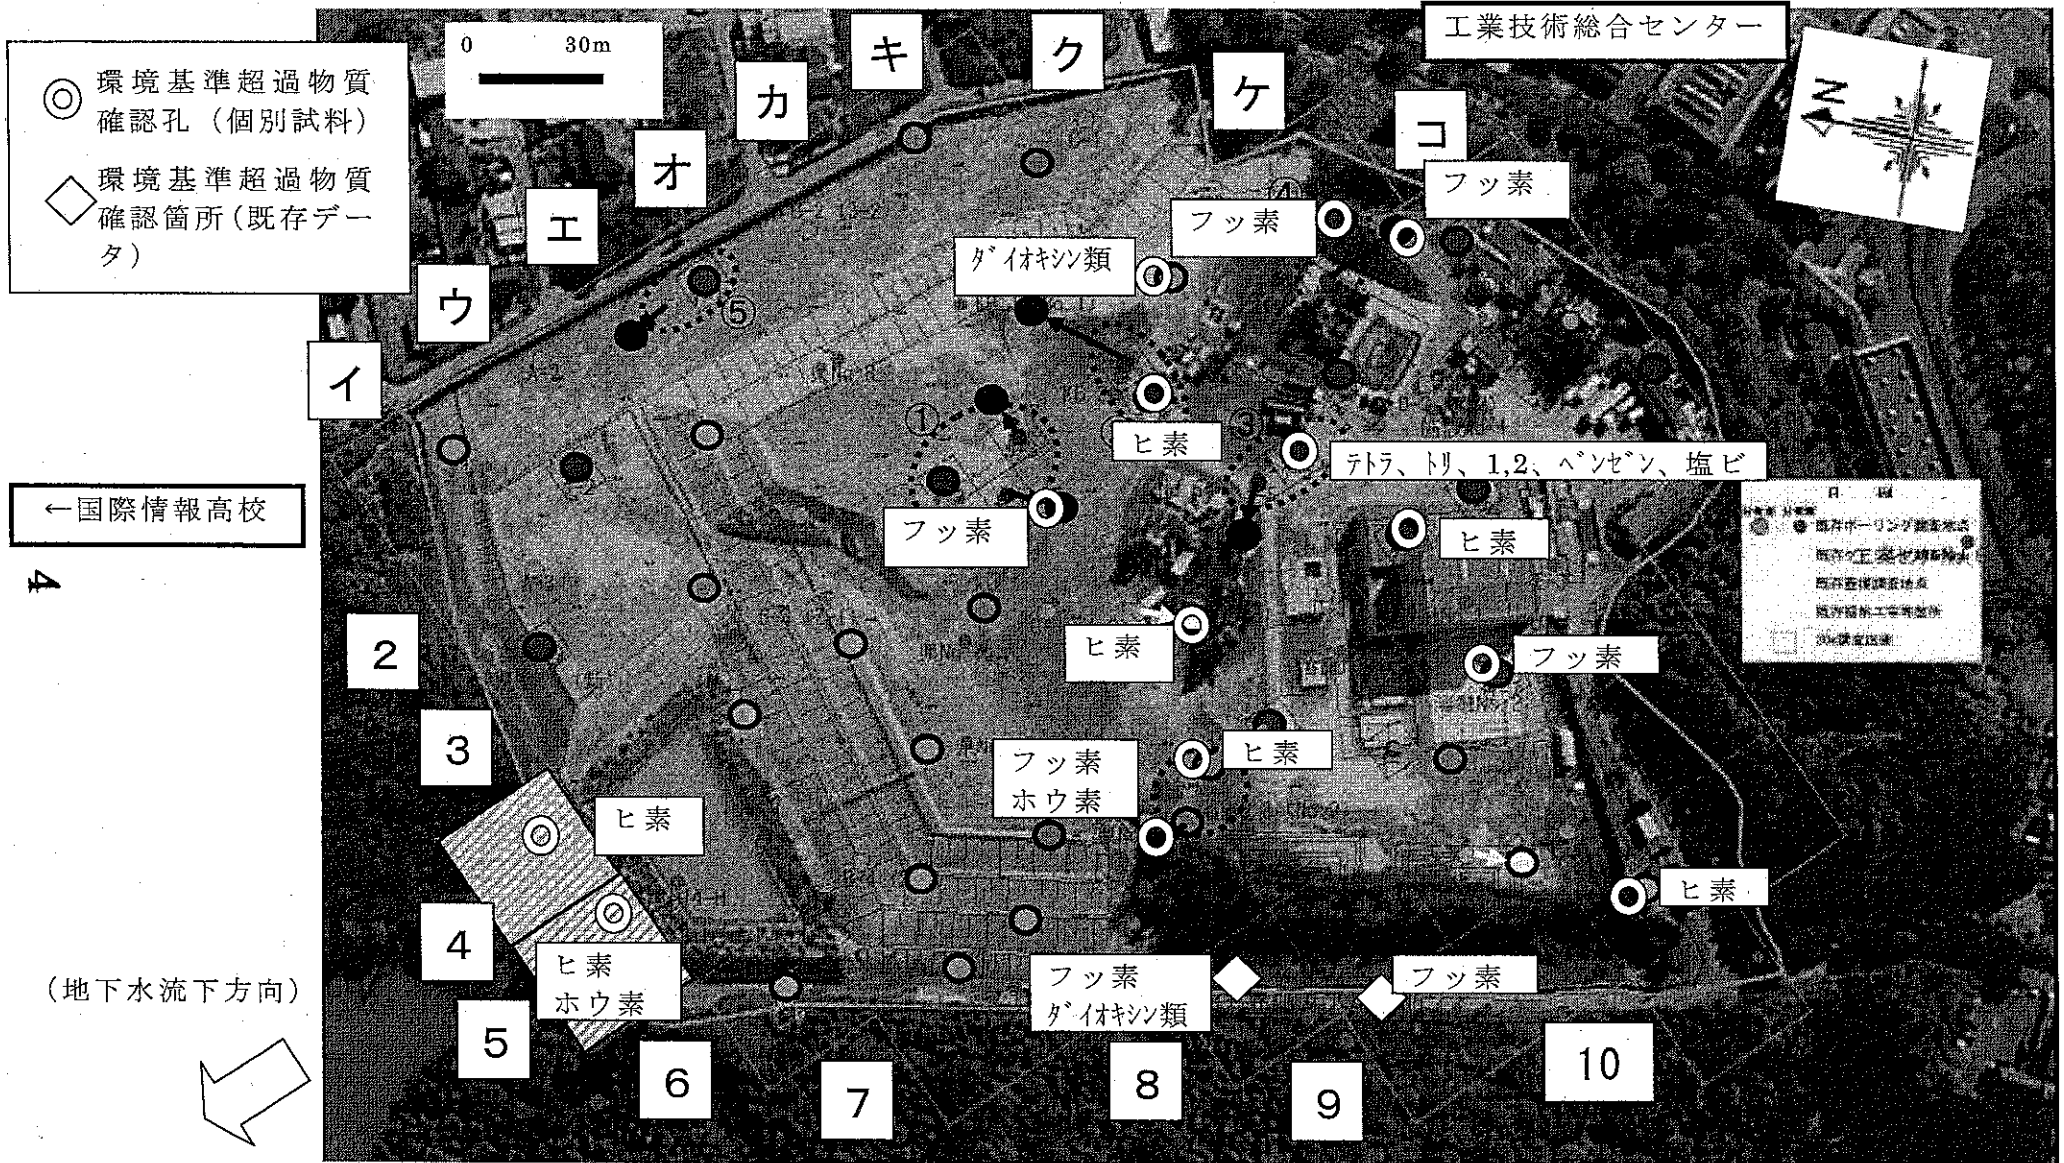 環境基準超過物質
確認孔（個別試料）
環境基準超過物質
確認箇所（既存デー
タ）
0 30m
工業技術総合センター
N
イ
ウ
エ
オ
カ
キ
ク
ケ
コ
フッ素
フッ素
ダイオキシン類
④
⑤
①
③
ヒ素
テトラ、トリ、1,2、ベンゼン、塩ビ
←国際情報高校
フッ素
ヒ素
4
ヒ素
フッ素
2
3
フッ素
ホウ素
ヒ素
ヒ素
ヒ素
4
ヒ素
ホウ素
フッ素
ダイオキシン類
フッ素
（地下水流下方向）
5
6
7
8
9
10